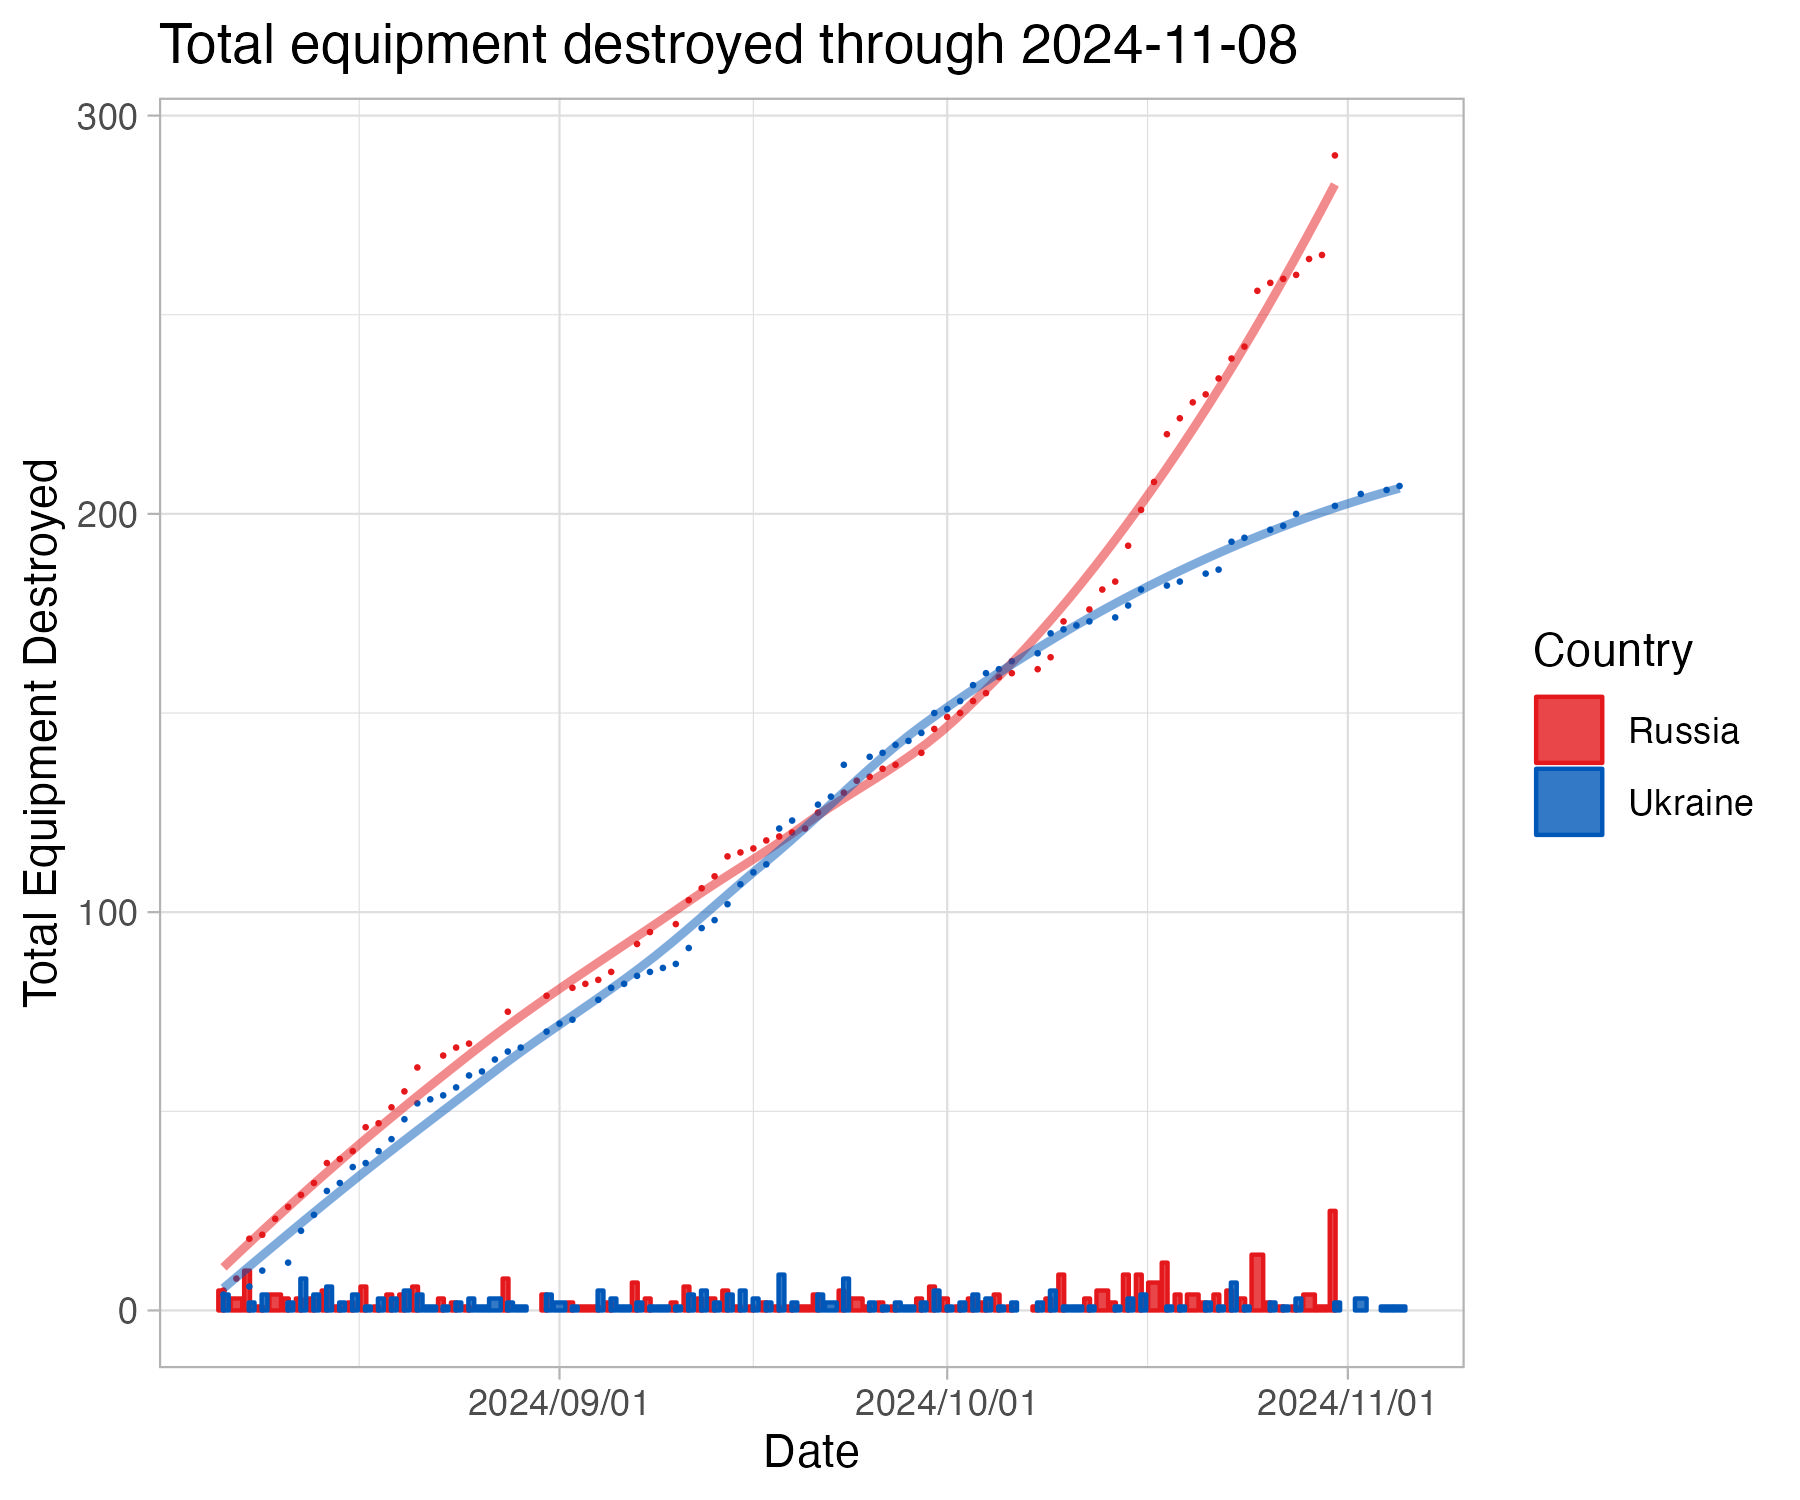 Total equipment destroyed through 2024-11-08
Total Equipment Destroyed
300
200
100
0
2024/09/01
2024/10/01
2024/11/01
Date
Country
Russia
Ukraine